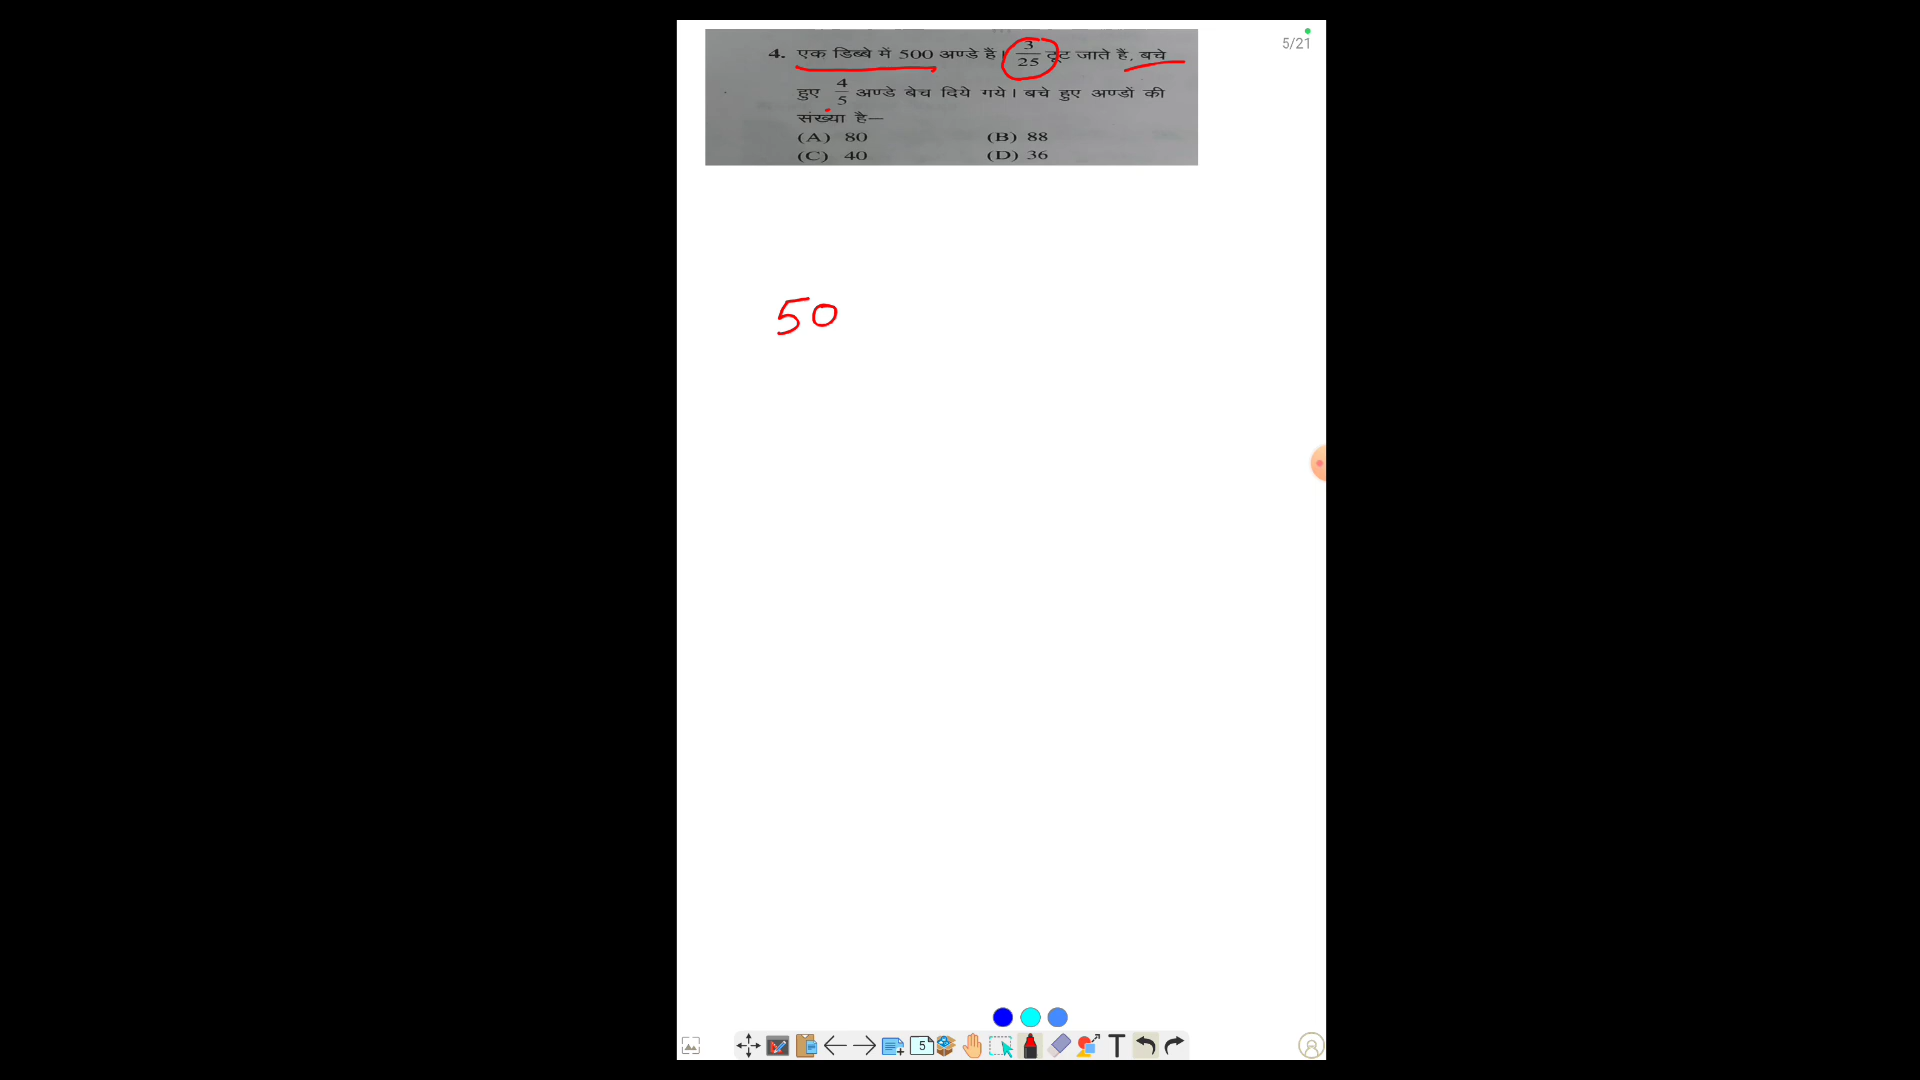 5/21
4. एक डिब्बे में 500 अण्डे हैं। 3/25 टूट जाते हैं, बचे
हुए 4/5 अण्डे बेच दिये गये। बचे हुए अण्डों की
संख्या है—
(A) 80 (B) 88
(C) 40 (D) 36
50
5
T